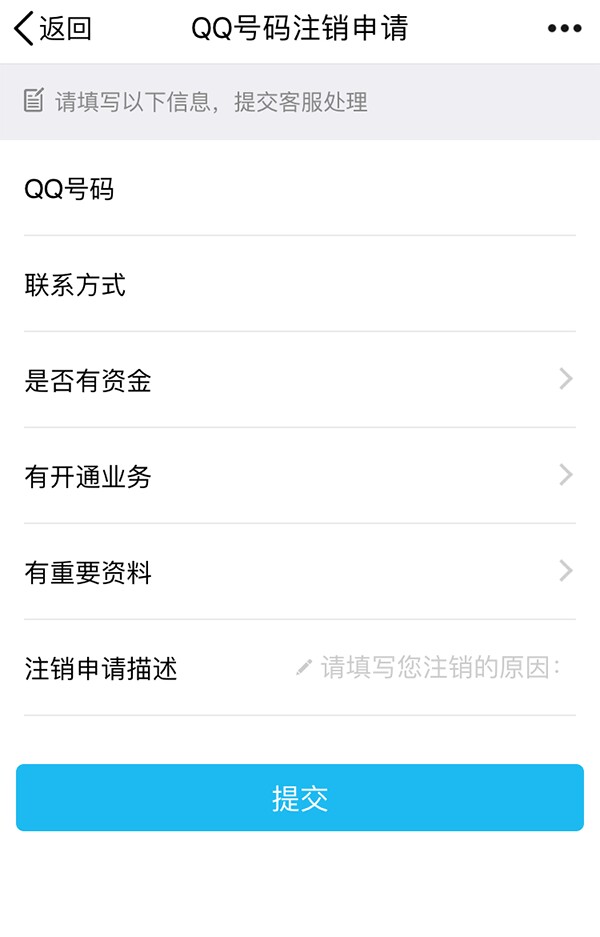 返回
QQ号码注销申请
请填写以下信息，提交客服处理
QQ号码
联系方式
是否有资金
有开通业务
有重要资料
注销申请描述
请填写您注销的原因：
提交